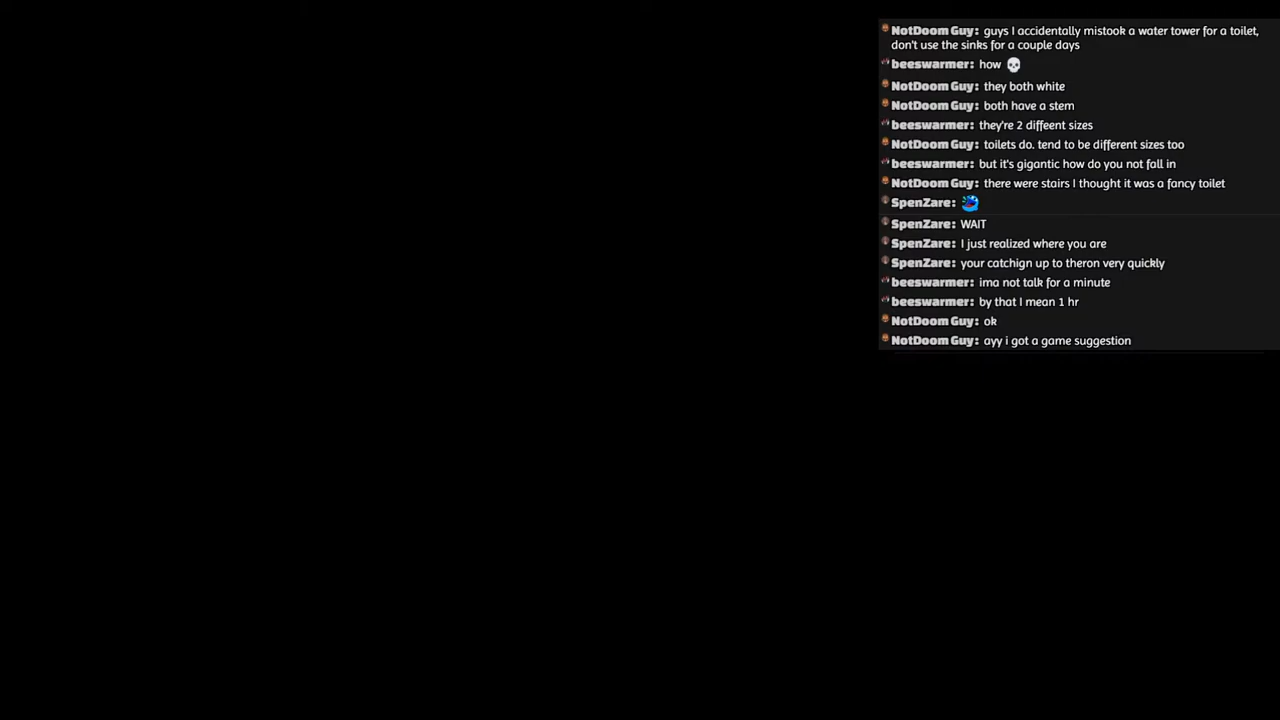 NotDoom Guy: guys I accidentally mistook a water tower for a toilet,
don't use the sinks for a couple days
beeswarmer: how 💀
NotDoom Guy: they both white
NotDoom Guy: both have a stem
beeswarmer: they're 2 diffeent sizes
NotDoom Guy: toilets do. tend to be different sizes too
beeswarmer: but it's gigantic how do you not fall in
NotDoom Guy: there were stairs I thought it was a fancy toilet
SpenZare:
SpenZare: WAIT
SpenZare: I just realized where you are
SpenZare: your catchign up to theron very quickly
beeswarmer: ima not talk for a minute
beeswarmer: by that I mean 1 hr
NotDoom Guy: ok
NotDoom Guy: ayy i got a game suggestion